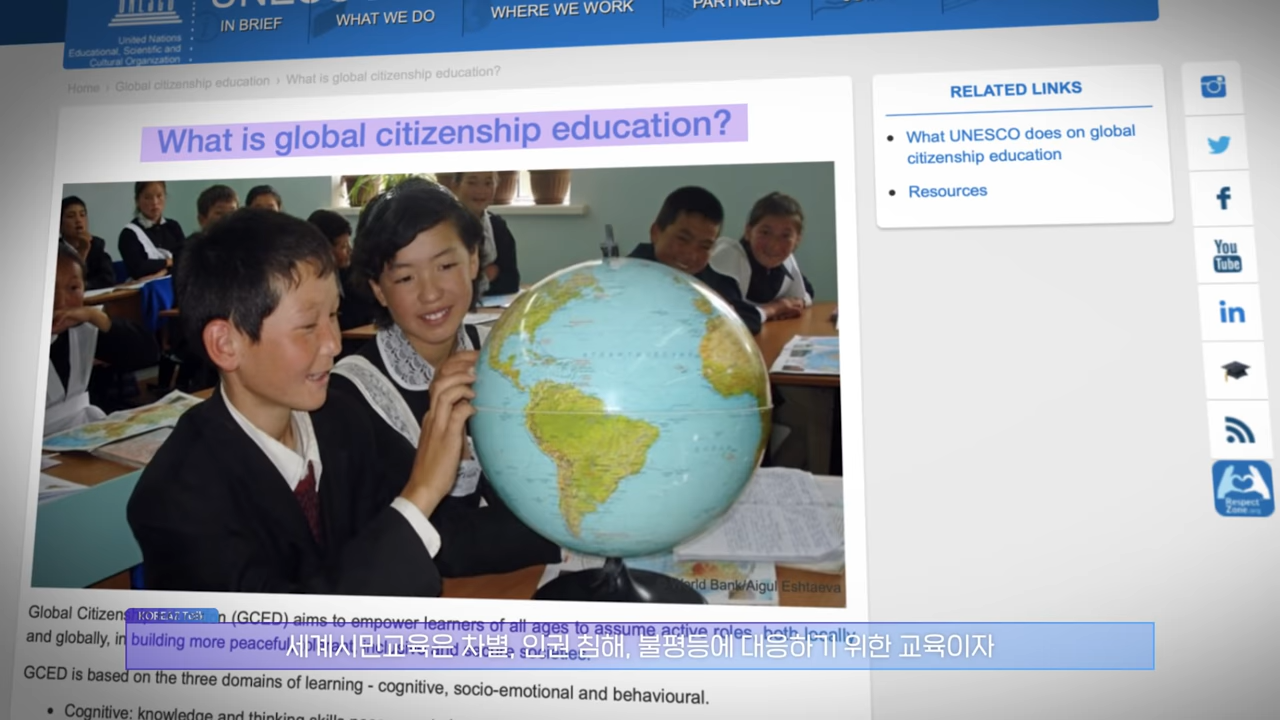 UNESCO
IN BRIEF
WHAT WE DO
WHERE WE WORK
PARTNERS
United Nations
Educational, Scientific and
Cultural Organization
Home › Global citizenship education › What is global citizenship education?
What is global citizenship education?
RELATED LINKS
What UNESCO does on global
citizenship education
Resources
You
Tube
in
Respect
Zone.org
World Bank/Aigul Eshtaeva
(GCED) aims to empower learners of all ages to assume active roles, both locally
and globally, in building more peaceful
societies.
세계시민교육은 차별, 인권 침해, 불평등에 대응하기 위한 교육이자
GCED is based on the three domains of learning - cognitive, socio-emotional and behavioural.
Cognitive: knowledge and thinking skills